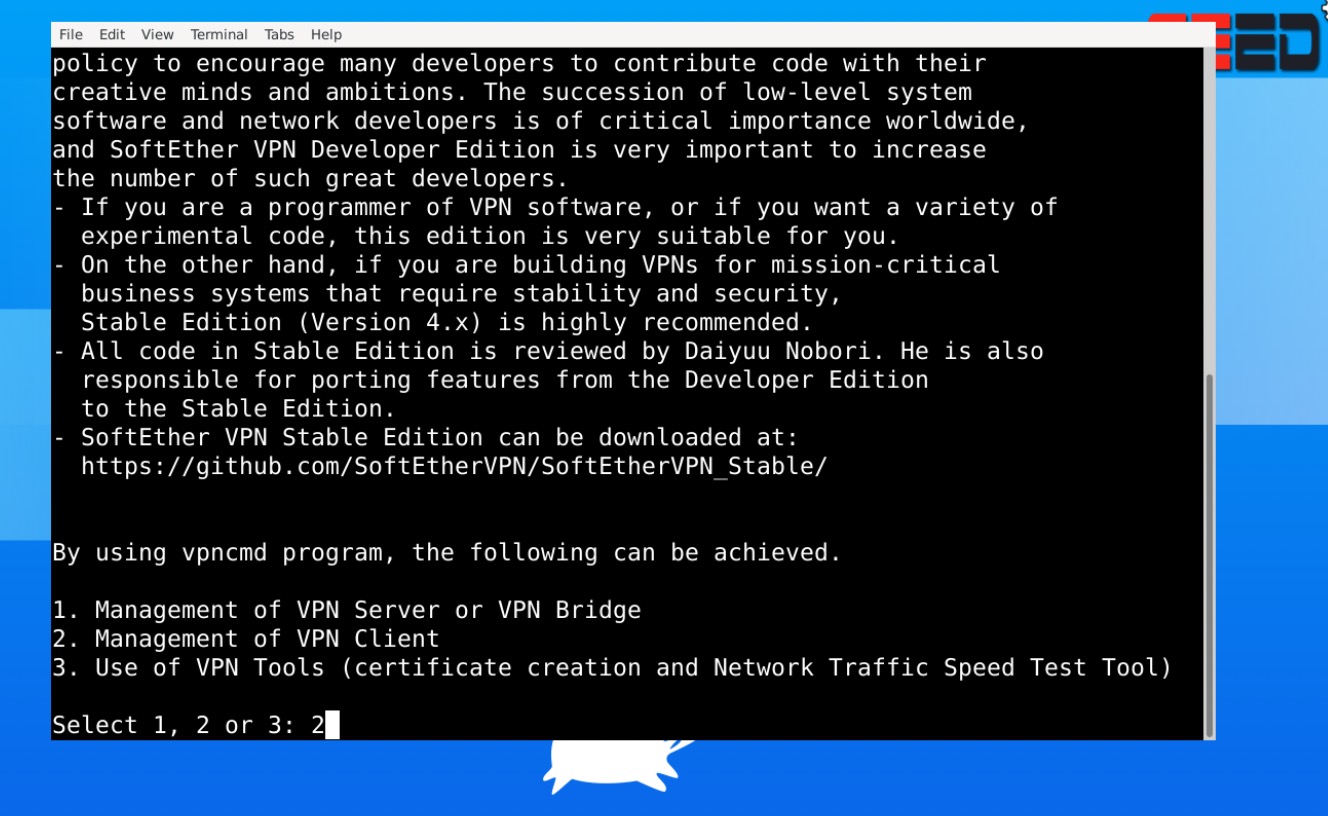 File Edit View Terminal Tabs Help
policy to encourage many developers to contribute code with their
creative minds and ambitions. The succession of low-level system
software and network developers is of critical importance worldwide,
and SoftEther VPN Developer Edition is very important to increase
the number of such great developers.
- If you are a programmer of VPN software, or if you want a variety of
  experimental code, this edition is very suitable for you.
- On the other hand, if you are building VPNs for mission-critical
  business systems that require stability and security,
  Stable Edition (Version 4.x) is highly recommended.
- All code in Stable Edition is reviewed by Daiyuu Nobori. He is also
  responsible for porting features from the Developer Edition
  to the Stable Edition.
- SoftEther VPN Stable Edition can be downloaded at:
  https://github.com/SoftEtherVPN/SoftEtherVPN_Stable/
By using vpncmd program, the following can be achieved.
1. Management of VPN Server or VPN Bridge
2. Management of VPN Client
3. Use of VPN Tools (certificate creation and Network Traffic Speed Test Tool)
Select 1, 2 or 3: 2